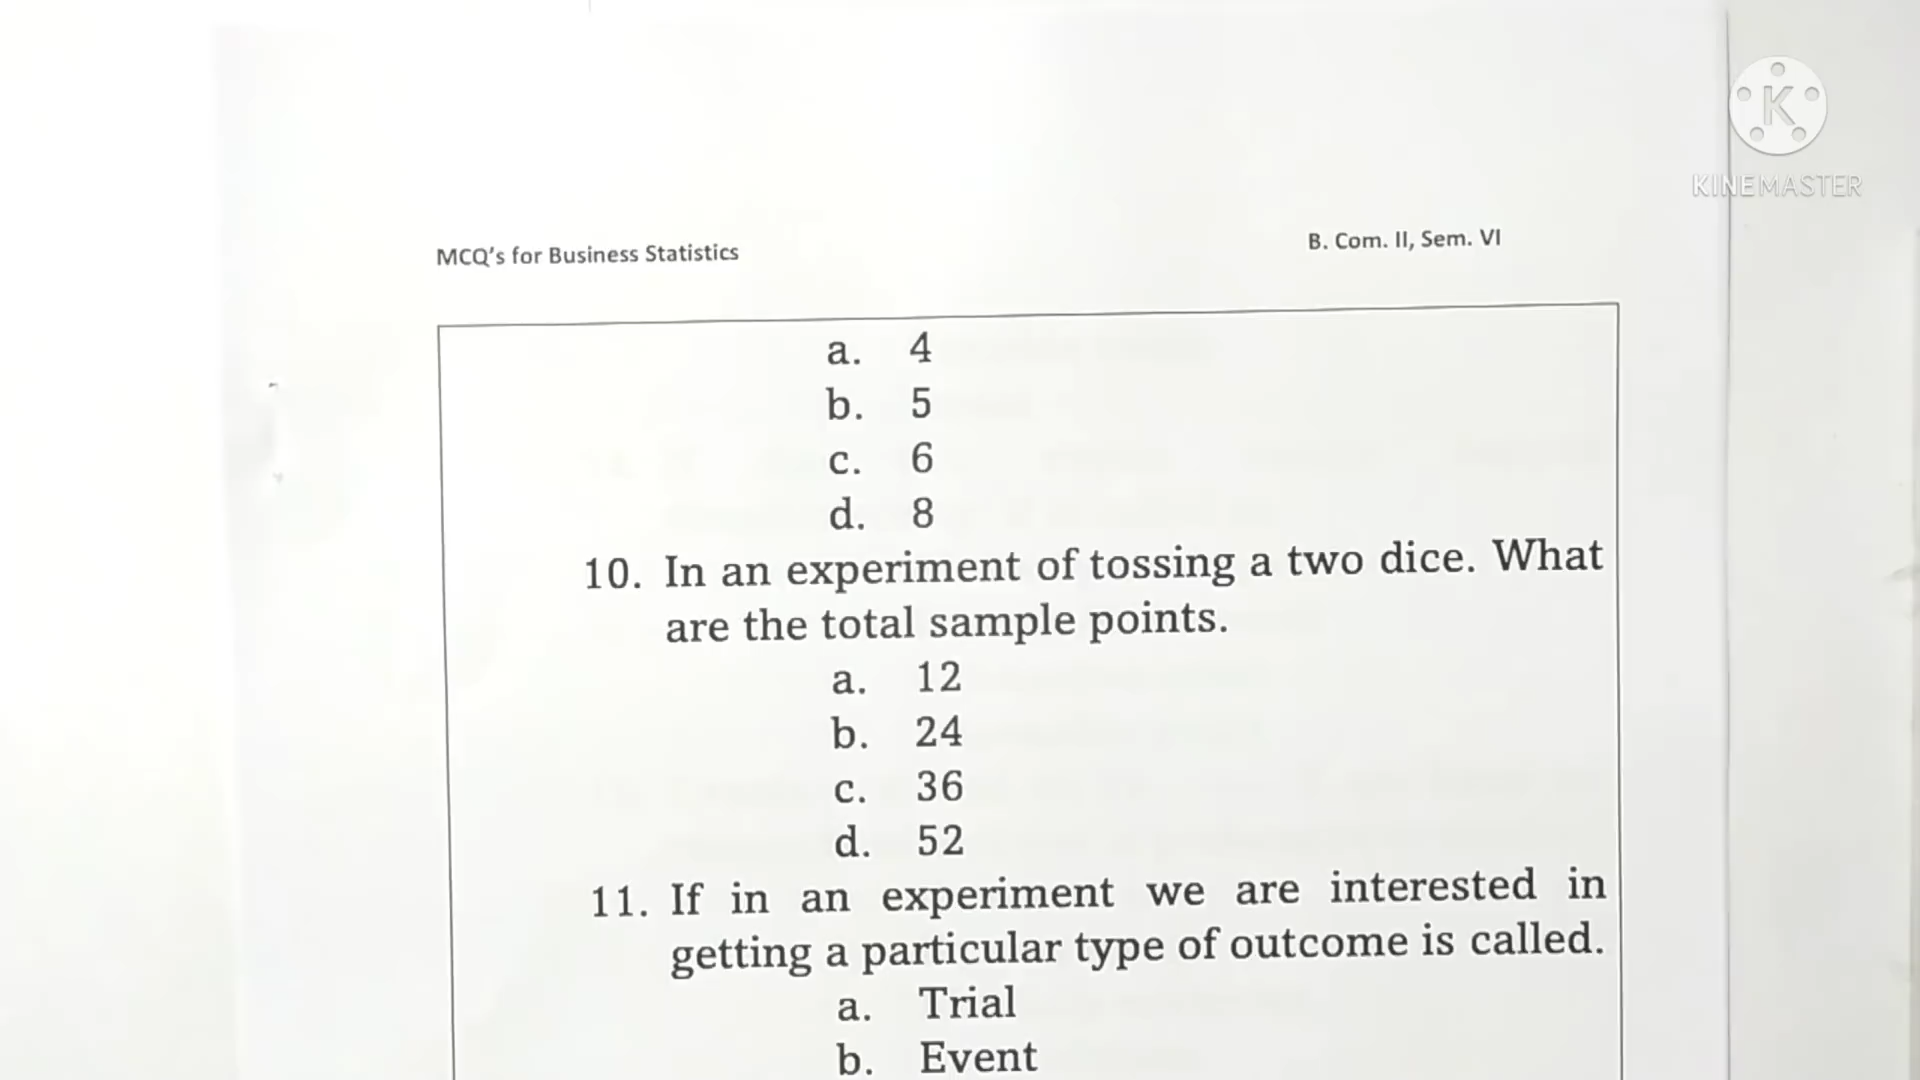 K
KINEMASTER
MCQ's for Business Statistics
B. Com. II, Sem. VI
a. 4
b. 5
c. 6
d. 8
10. In an experiment of tossing a two dice. What
are the total sample points.
a. 12
b. 24
c. 36
d. 52
11. If in an experiment we are interested in
getting a particular type of outcome is called.
a. Trial
b. Event